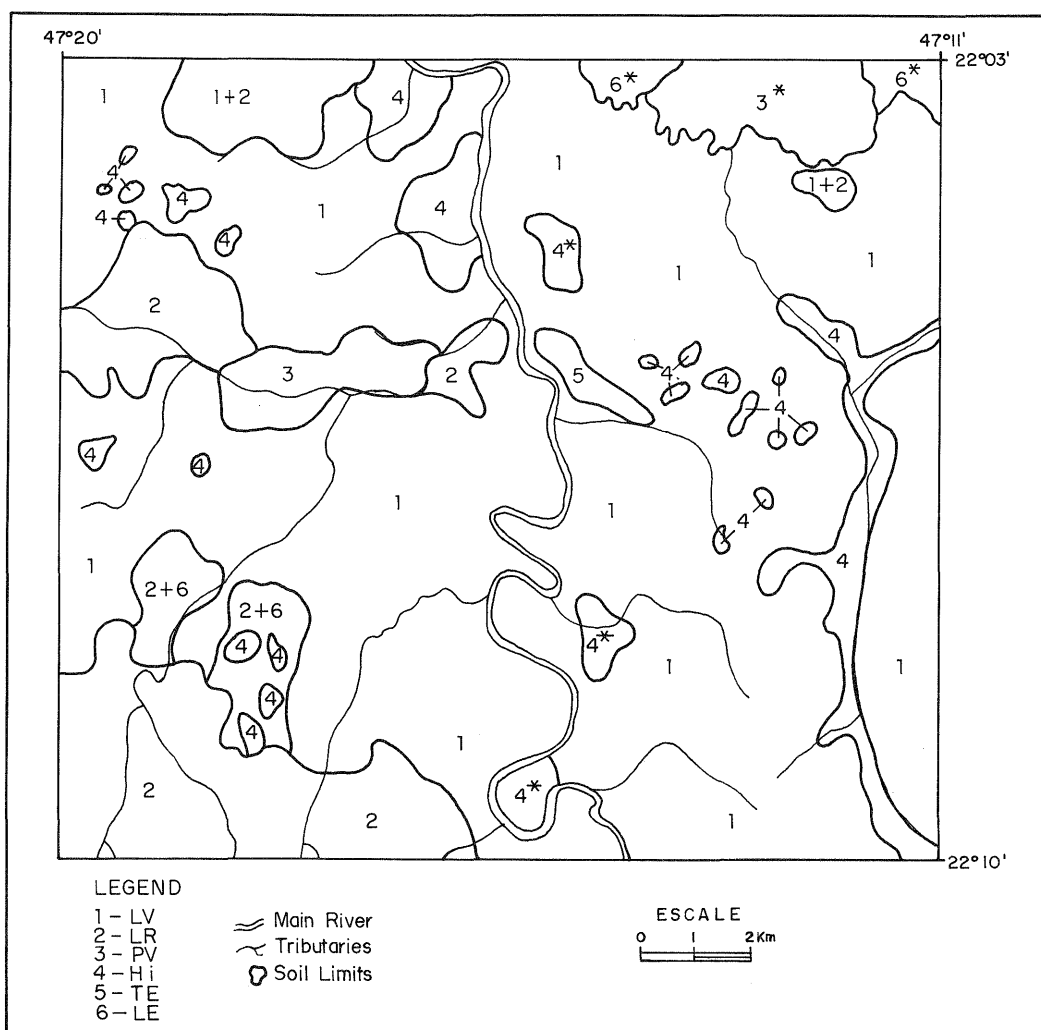 47°20' 47°11'
22°03'
6* 6*
1 1+2 4 3*
4 1 1+2
4 4 1 4
4 4 4* 1 1
2 4
3 2 5 4 4
4
4 4
1 1 4
1 4
2+6 2+6 4*
4 4 1 1
4
4 1
2 4*
2 1
22°10'
LEGEND
1 - LV
2 - LR
3 - PV
4 - Hi
5 - TE
6 - LE
Main River
Tributaries
Soil Limits
ESCALE
0 1 2 Km